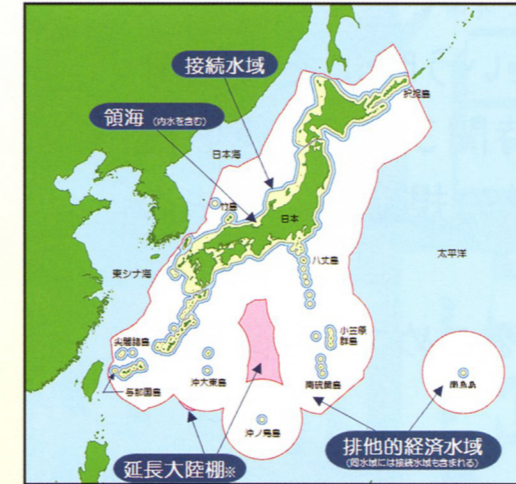 接続水域
領海 (内水を含む)
択捉島
日本海
竹島
日本
八丈島
太平洋
東シナ海
尖閣諸島
与那国島
沖大東島
小笠原
群島
南硫黄島
南鳥島
沖ノ鳥島
延長大陸棚※
排他的経済水域
(同水域には接続水域も含まれる)